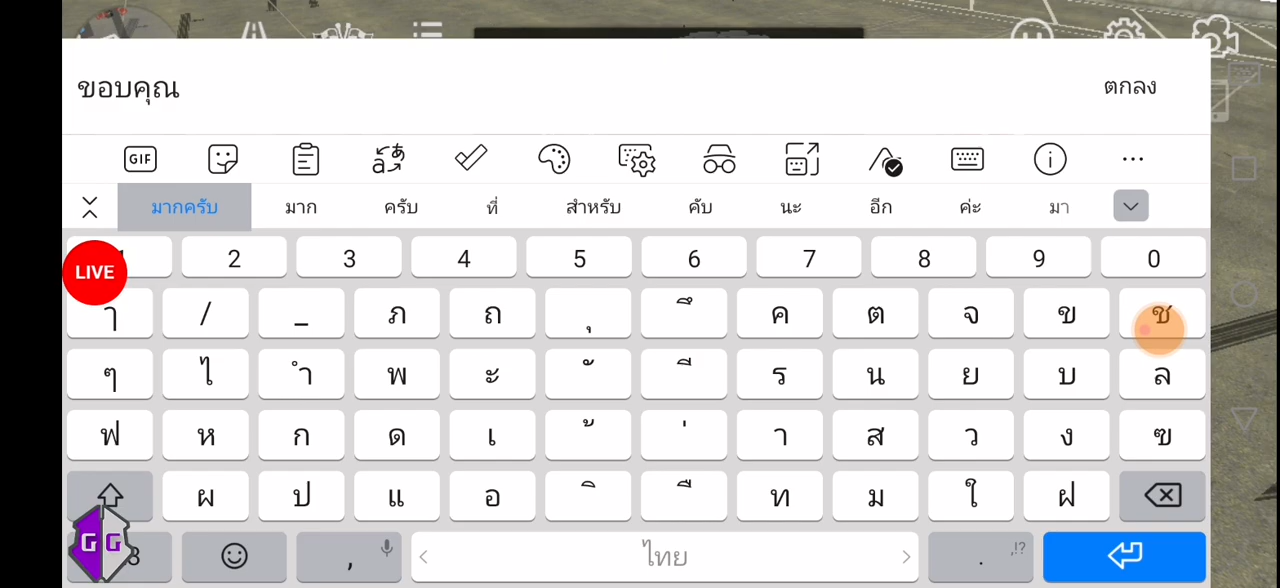 ขอบคุณ
ตกลง
GIF
มากครับ มาก ครับ ที่ สำหรับ คับ นะ อีก ค่ะ มา
LIVE
2 3 4 5 6 7 8 9 0
ๅ / _ ภ ถ ุ ึ ค ต จ ข ช
ๆ ไ ำ พ ะ ั ี ร น ย บ ล
ฟ ห ก ด เ ้ ่ า ส ว ง ฃ
ผ ป แ อ ิ ื ท ม ใ ฝ
GG
, ไทย . ,!?